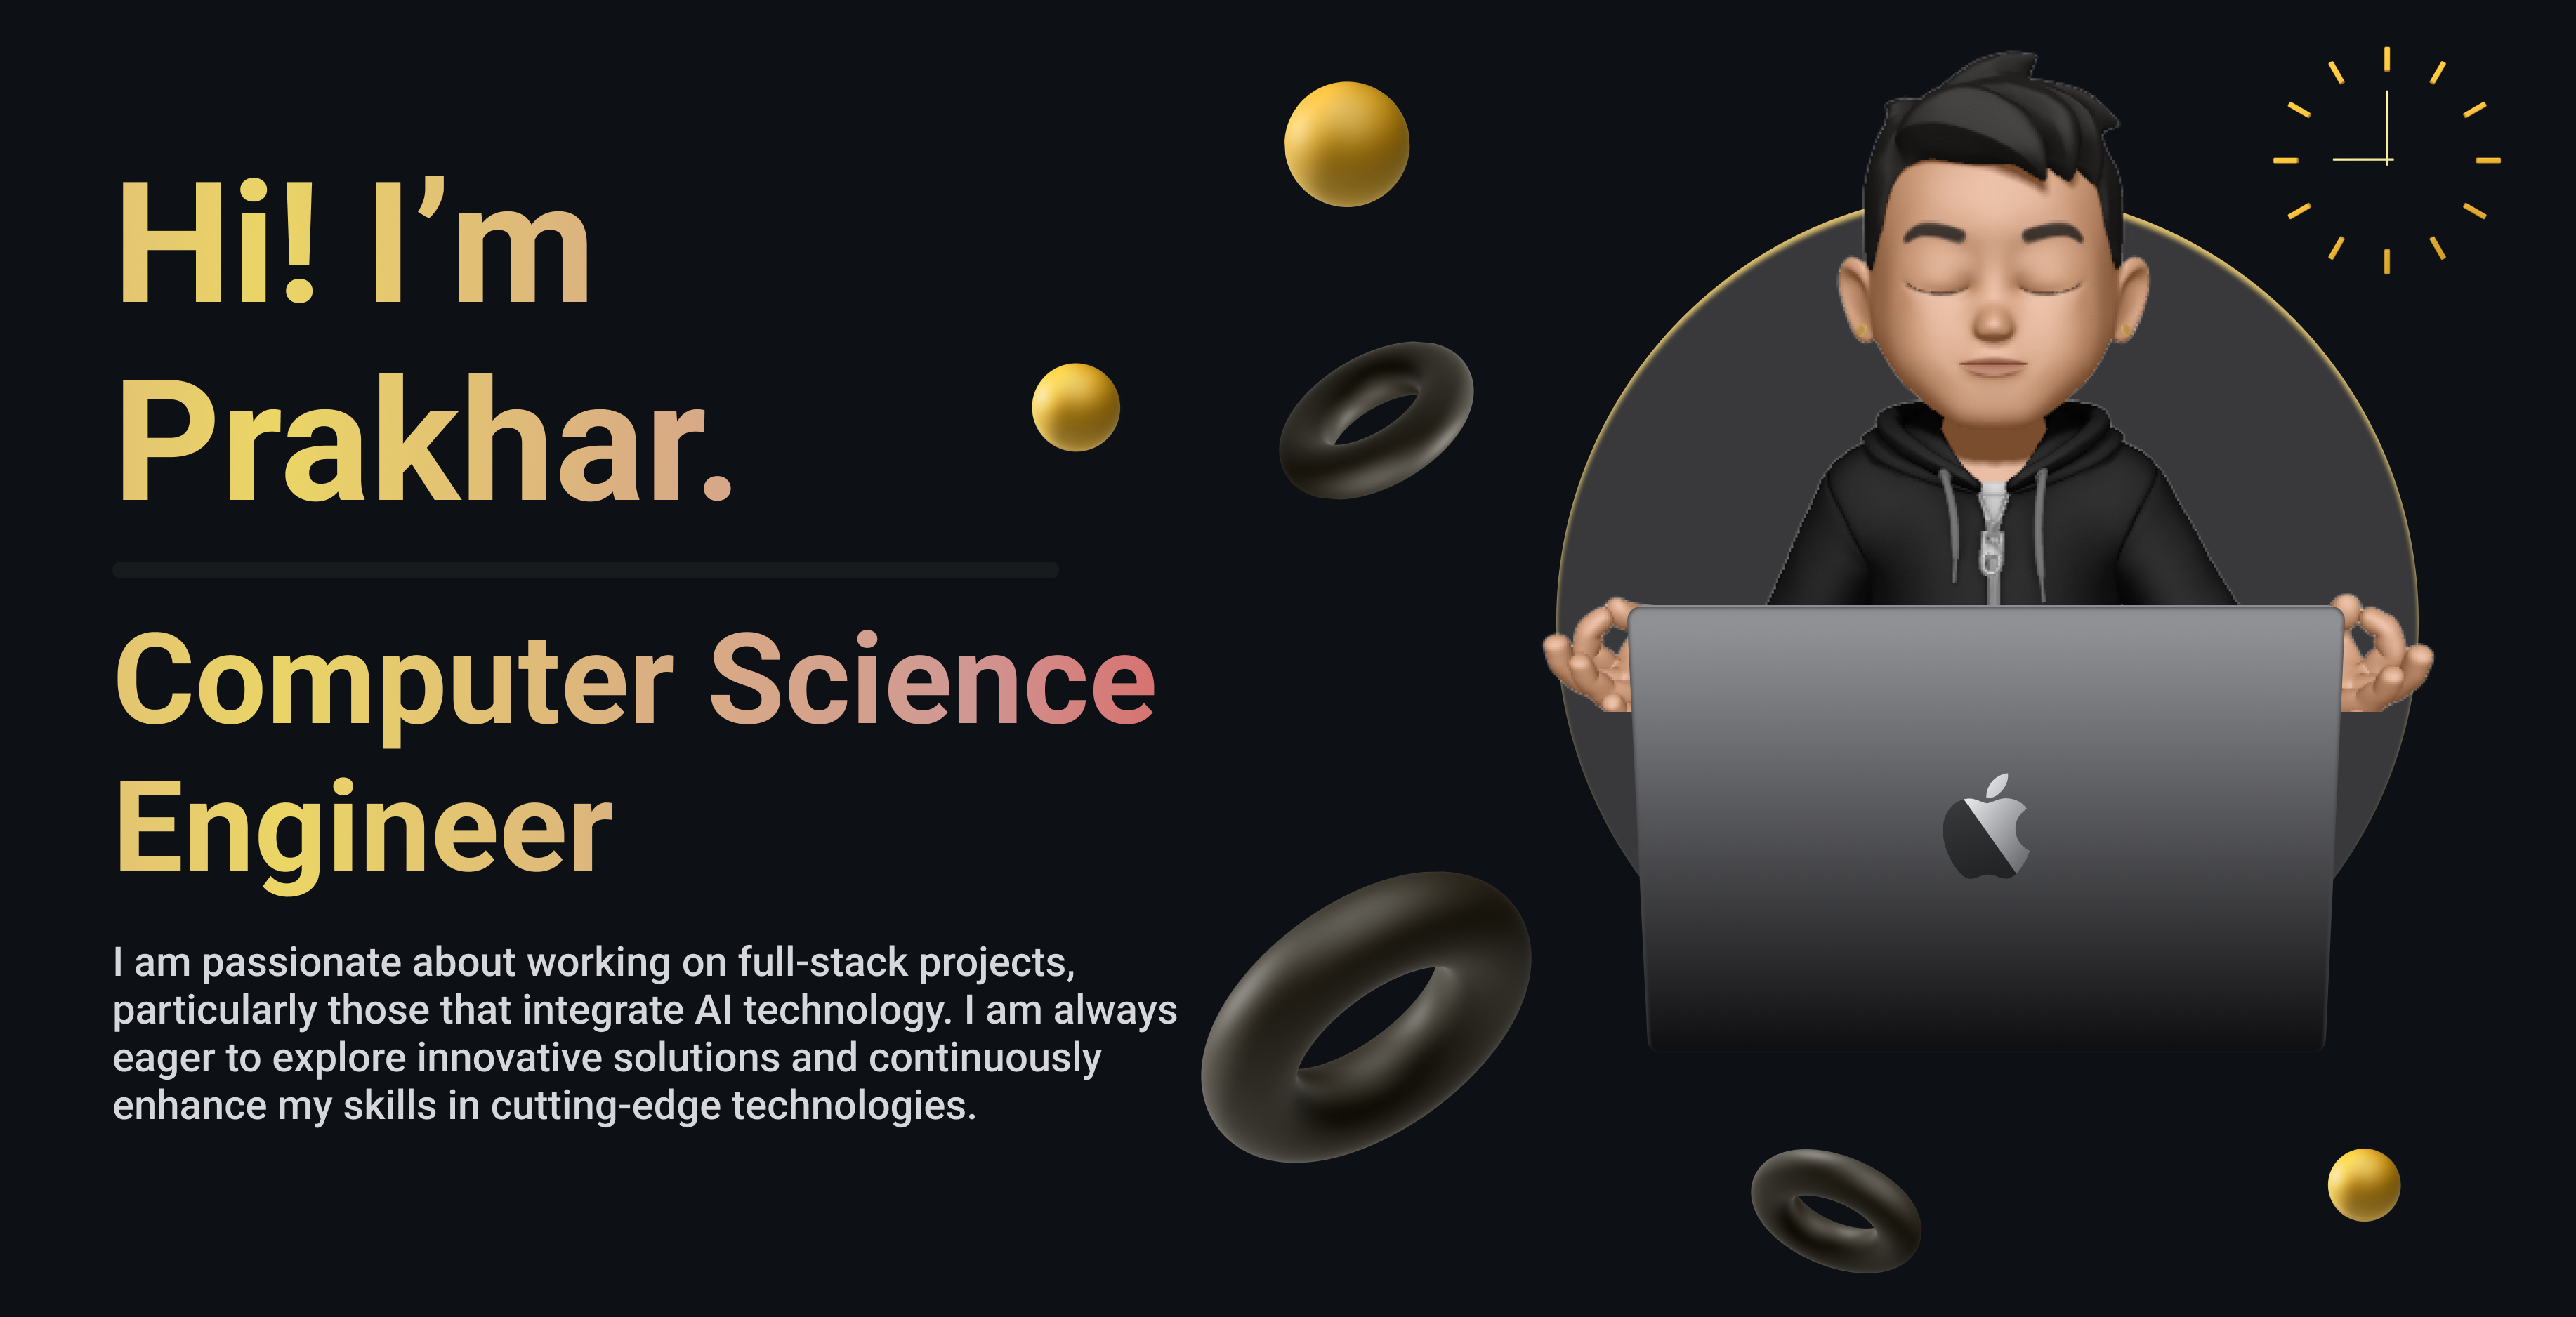 Hi! I’m
Prakhar.
Computer Science
Engineer
I am passionate about working on full-stack projects,
particularly those that integrate AI technology. I am always
eager to explore innovative solutions and continuously
enhance my skills in cutting-edge technologies.